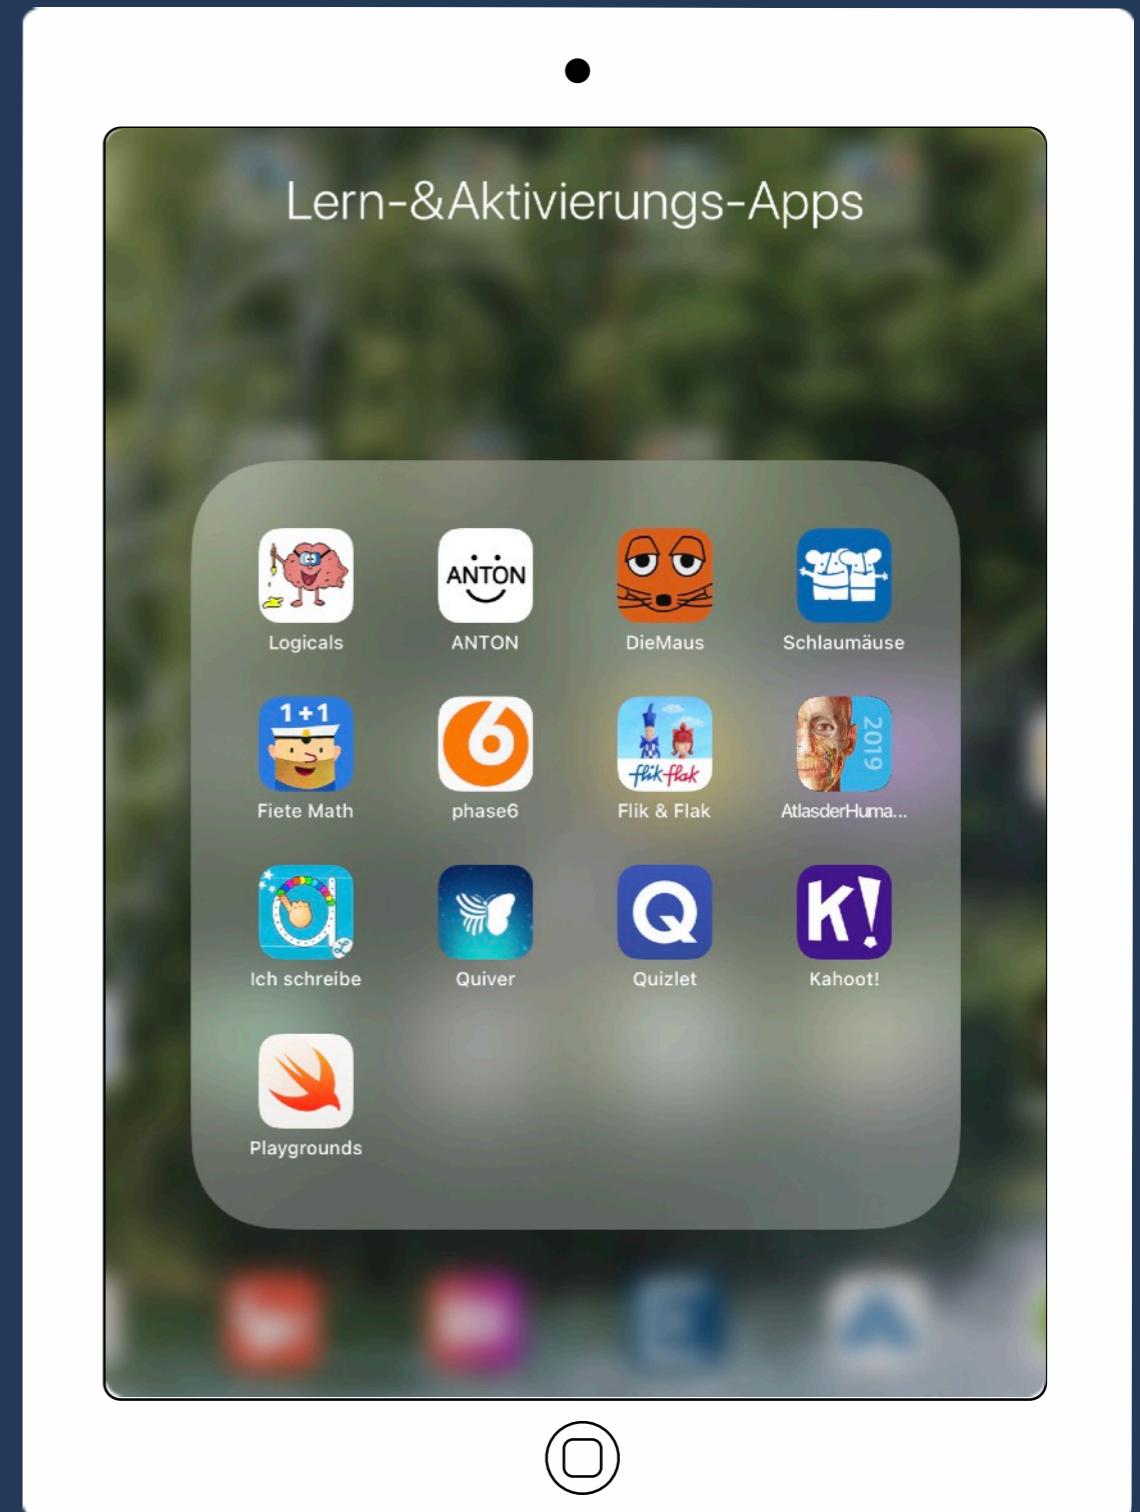 Lern-&Aktivierungs-Apps
ANTON
Logicals
ANTON
DieMaus
Schlaumäuse
1+1
6
flik flak
2019
Fiete Math
phase6
Flik & Flak
AtlasderHuma...
a
Q
K!
Ich schreibe
Quiver
Quizlet
Kahoot!
Playgrounds